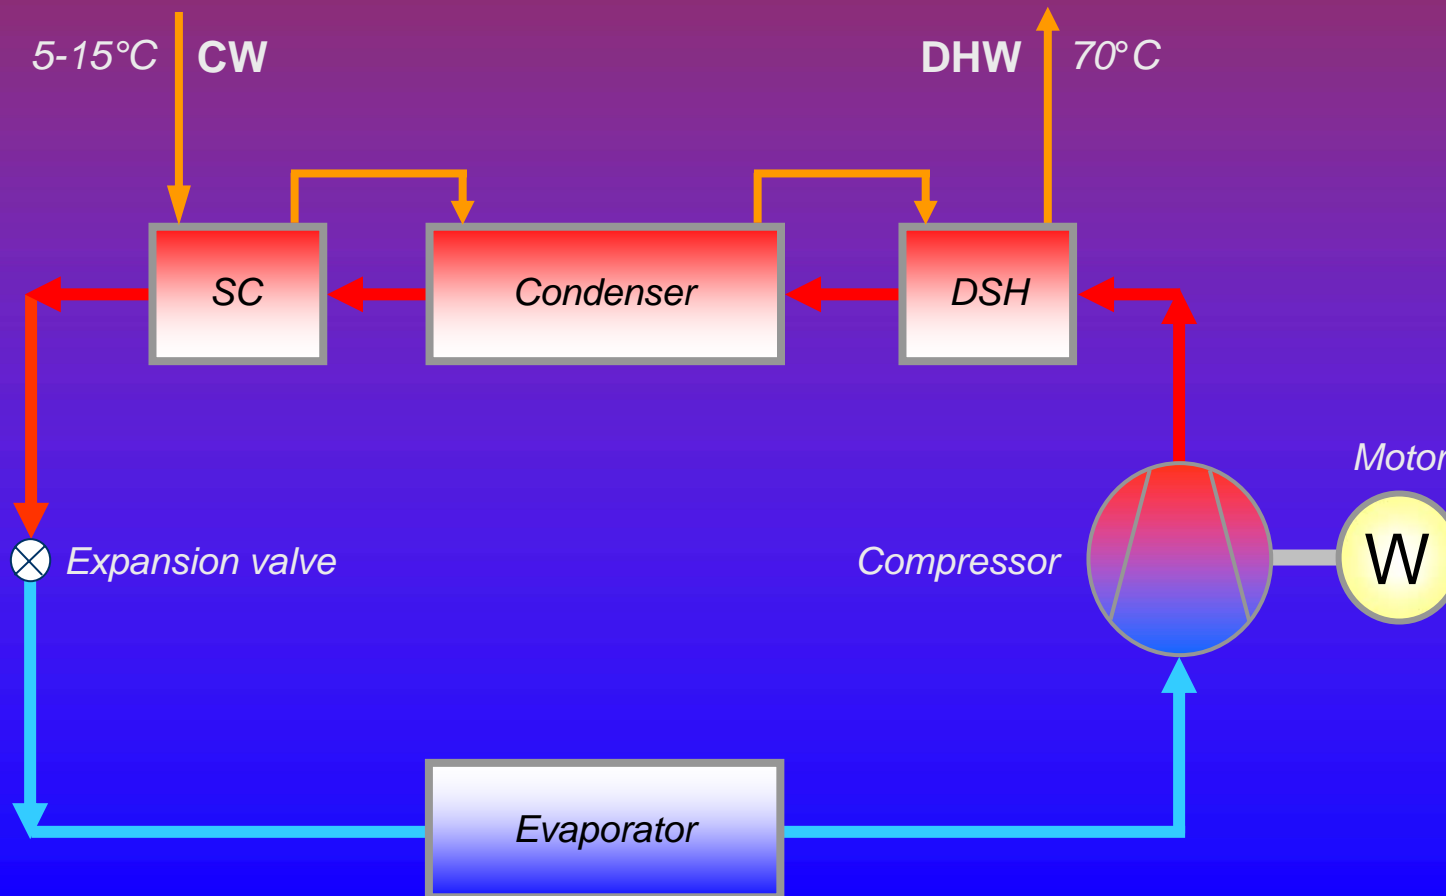 5-15°C CW DHW 70°C
SC Condenser DSH
Motor
Expansion valve Compressor W
Evaporator